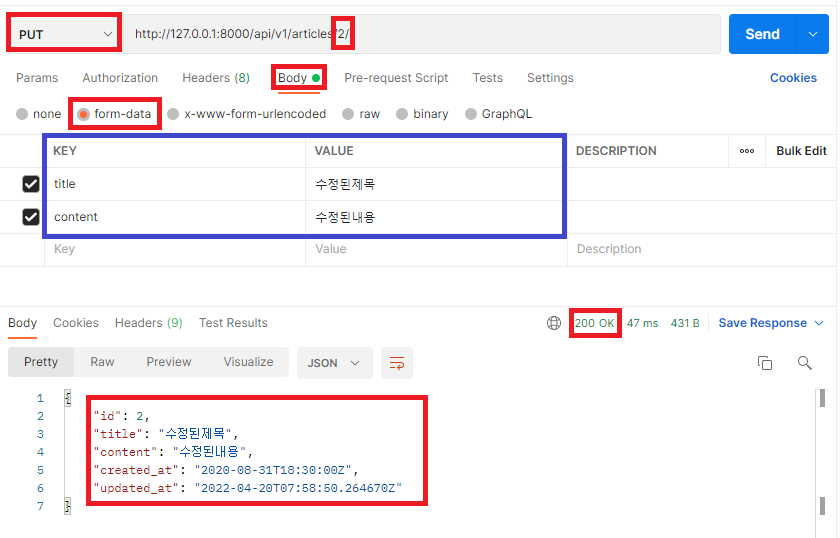 PUT http://127.0.0.1:8000/api/v1/articles/2/ Send
Params Authorization Headers (8) Body Pre-request Script Tests Settings Cookies
none form-data x-www-form-urlencoded raw binary GraphQL
KEY VALUE DESCRIPTION ooo Bulk Edit
title 수정된제목
content 수정된내용
Key Value Description
Body Cookies Headers (9) Test Results 200 OK 47 ms 431 B Save Response
Pretty Raw Preview Visualize JSON
1 {
2 "id": 2,
3 "title": "수정된제목",
4 "content": "수정된내용",
5 "created_at": "2020-08-31T18:30:00Z",
6 "updated_at": "2022-04-20T07:58:50.264670Z"
7 }